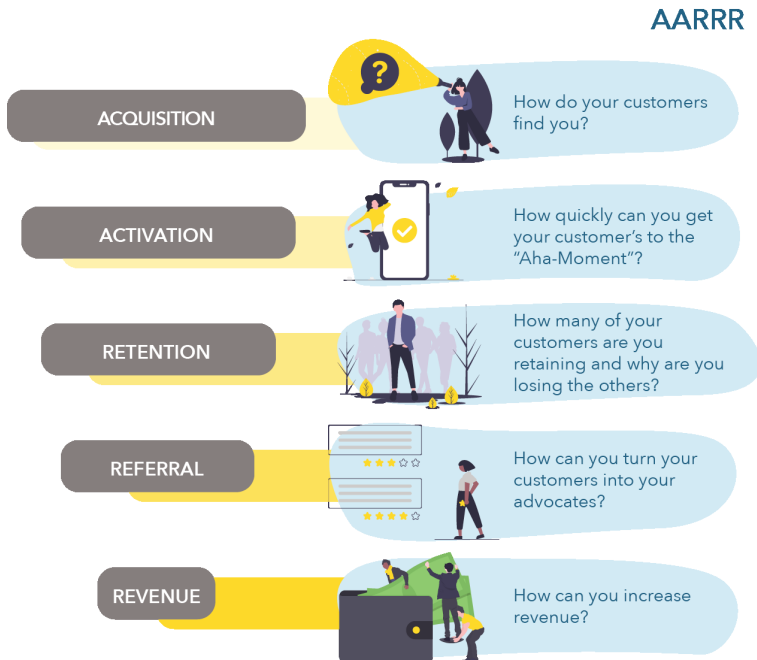 AARRR
ACQUISITION
?
How do your customers
find you?
ACTIVATION
How quickly can you get
your customer's to the
“Aha-Moment”?
RETENTION
How many of your
customers are you
retaining and why are you
losing the others?
REFERRAL
How can you turn your
customers into your
advocates?
REVENUE
How can you increase
revenue?